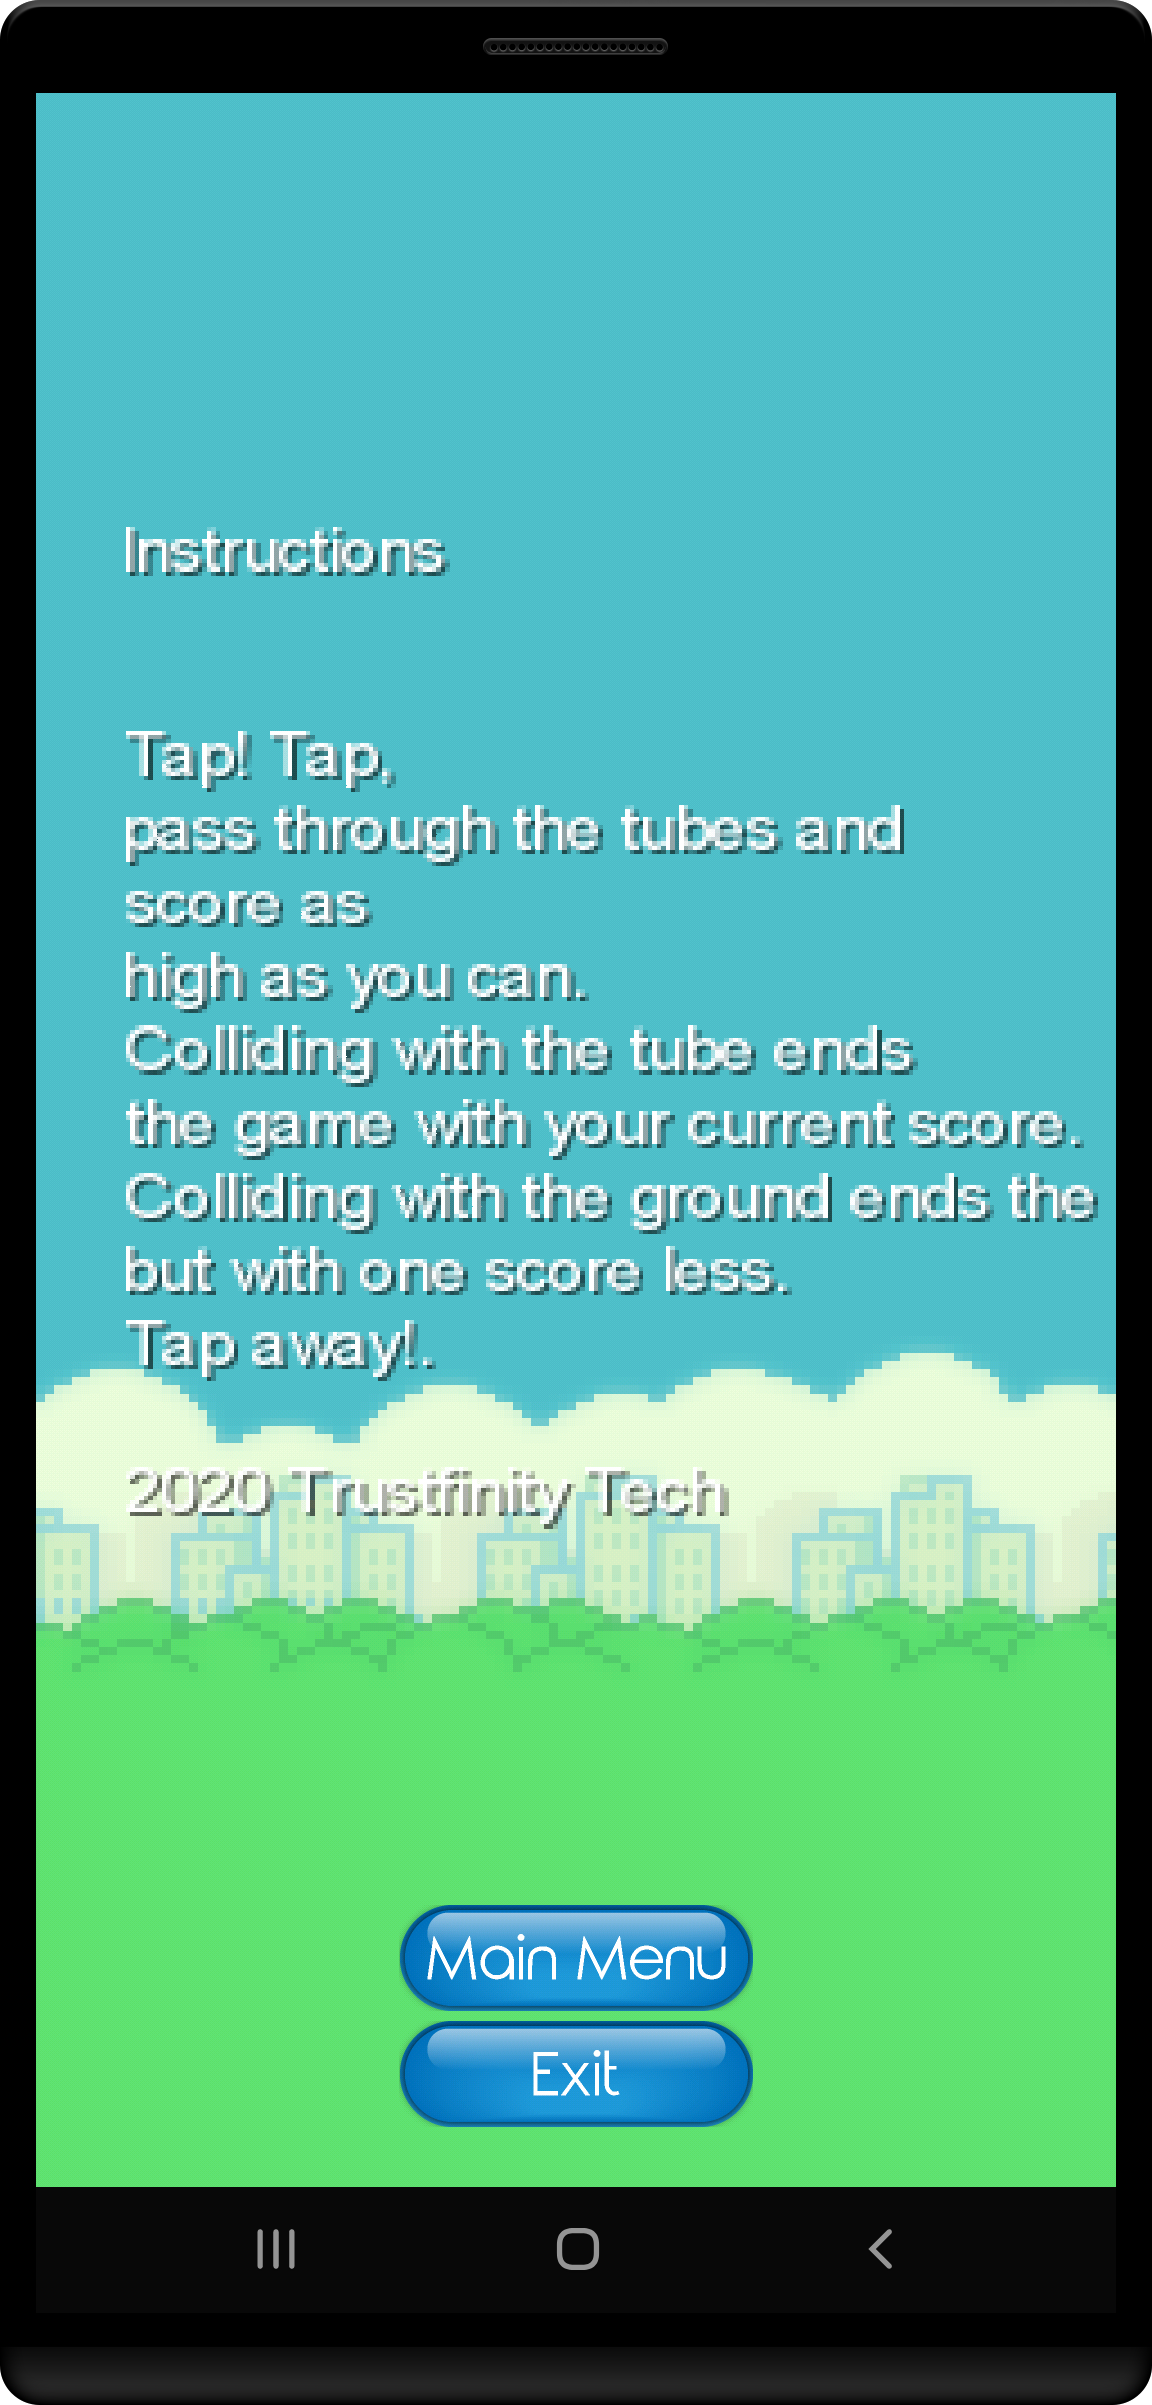 Instructions
Tap! Tap,
pass through the tubes and
score as
high as you can.
Colliding with the tube ends
the game with your current score.
Colliding with the ground ends the
but with one score less.
Tap away!.
2020 Trustfinity Tech
Main Menu
Exit